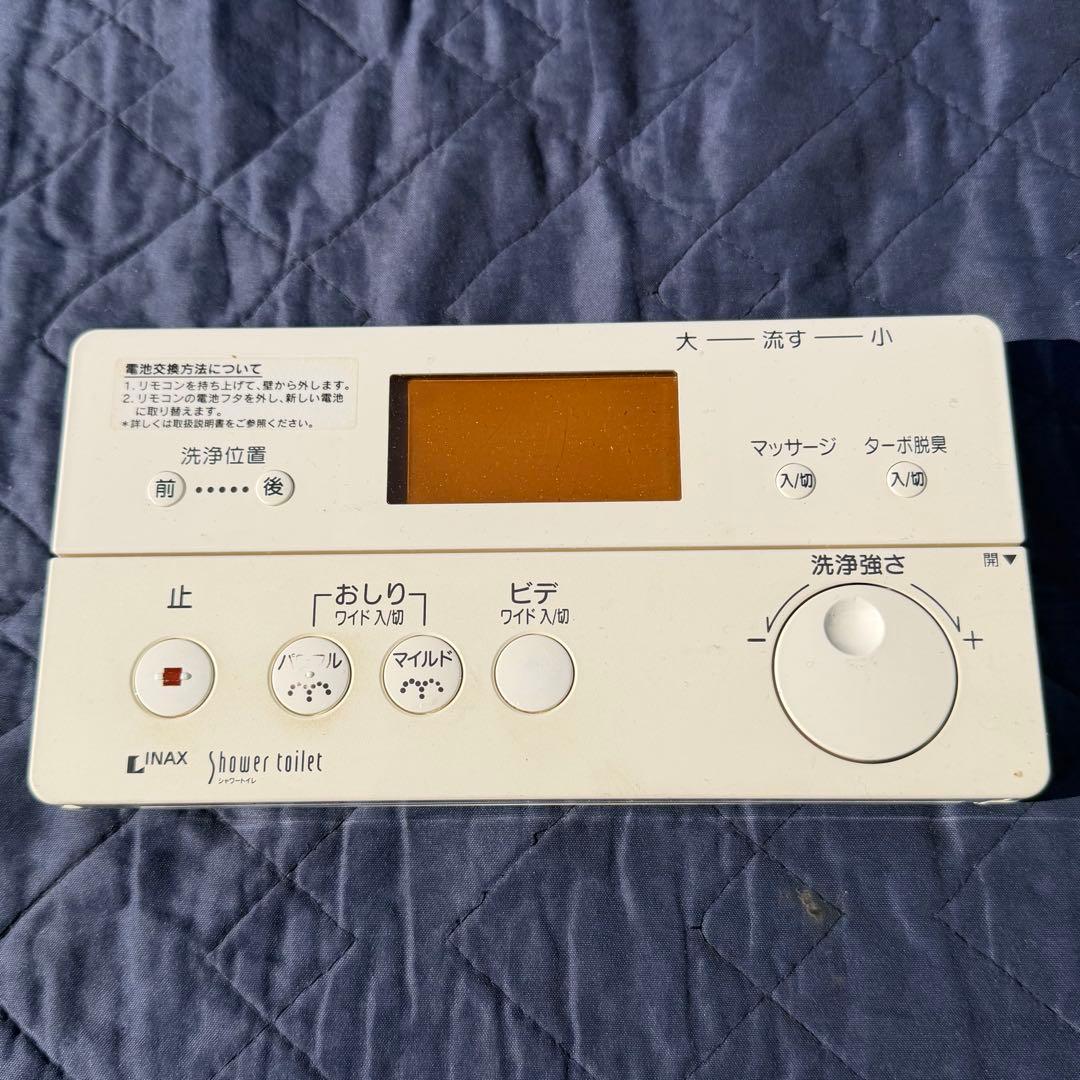 大 ── 流す ── 小
電池交換方法について
1. リモコンを持ち上げて、壁から外します。
2. リモコンの電池フタを外し、新しい電池
に取り替えます。
＊詳しくは取扱説明書をご参照ください。
洗浄位置
前 ・・・・・ 後
マッサージ
入/切
ターボ脱臭
入/切
開▼
止
おしり
ワイド 入/切
パワフル
マイルド
ビデ
ワイド 入/切
洗浄強さ
− +
INAX
Shower toilet
シャワートイレ